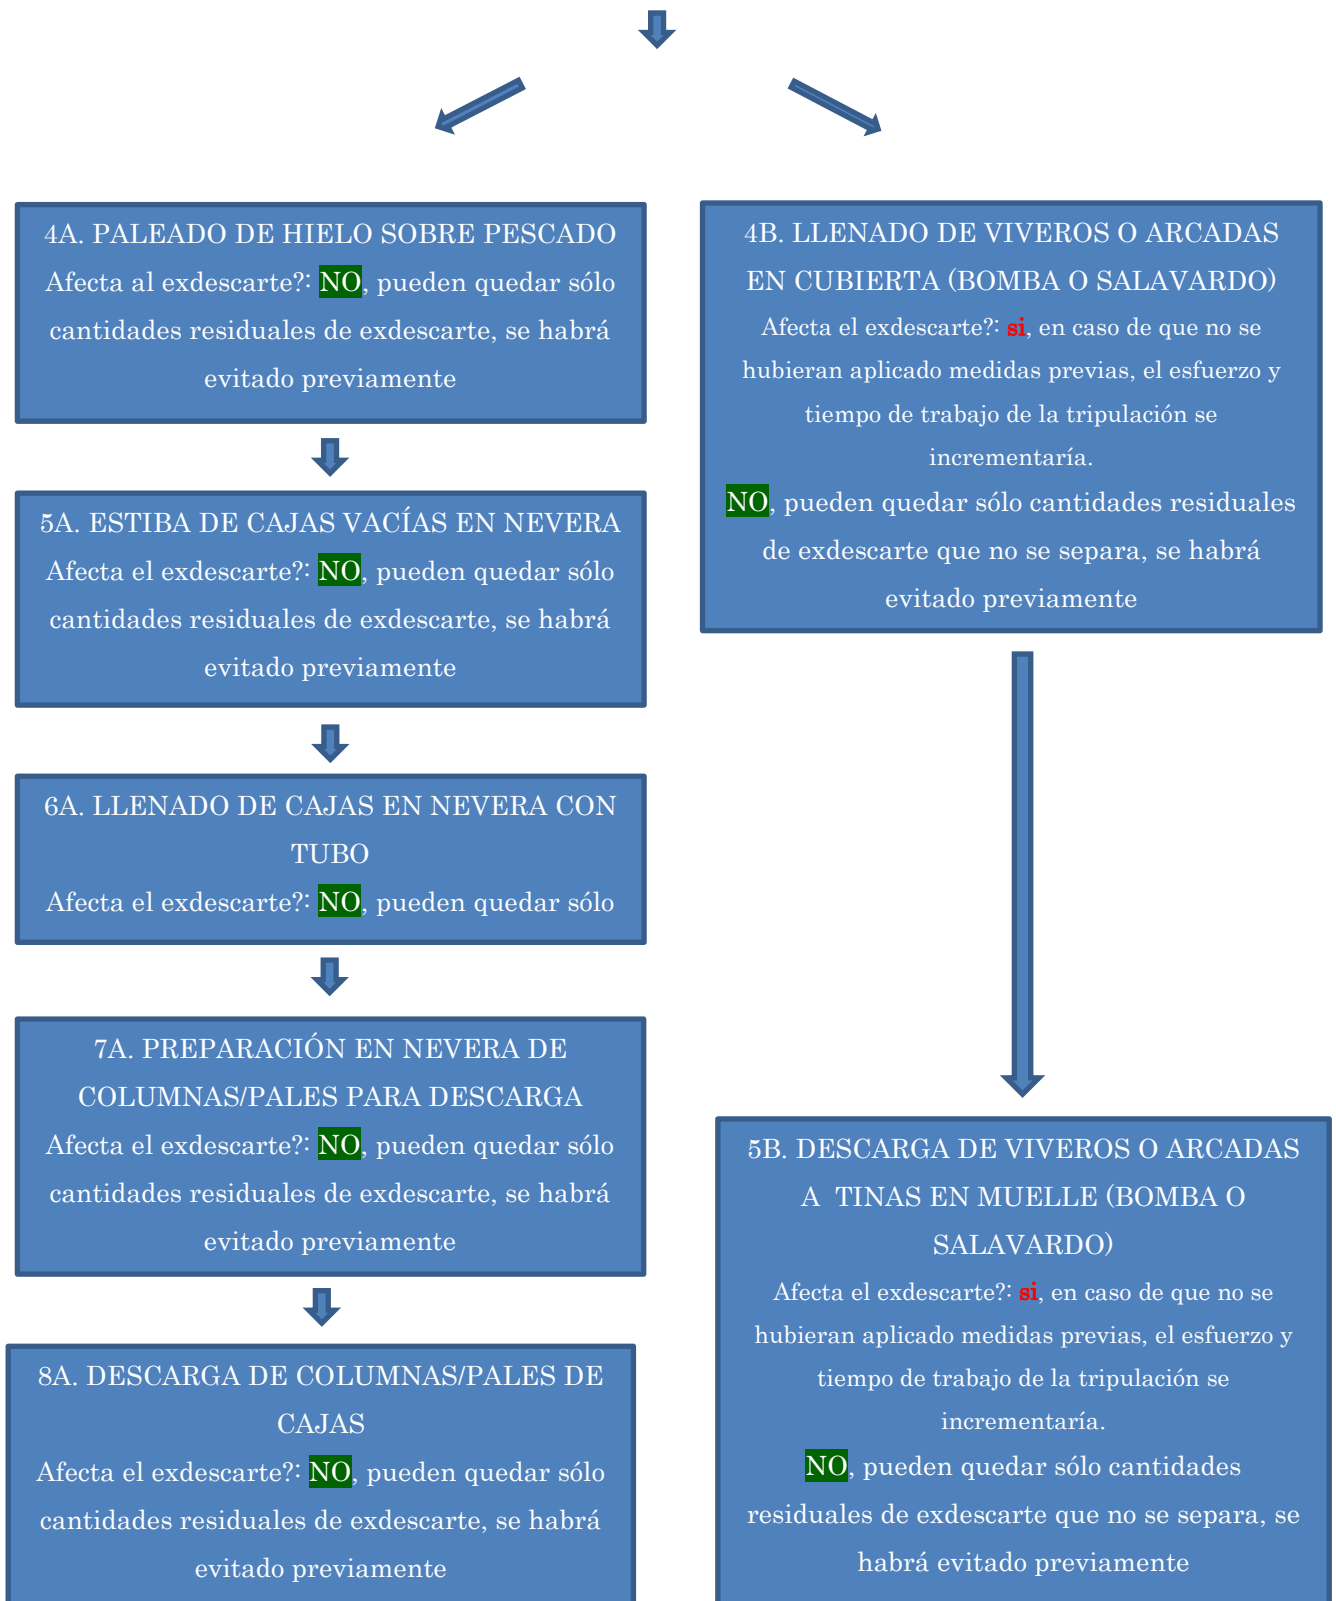 4A. PALEADO DE HIELO SOBRE PESCADO
Afecta al exdescarte?: NO, pueden quedar sólo
cantidades residuales de exdescarte, se habrá
evitado previamente
5A. ESTIBA DE CAJAS VACÍAS EN NEVERA
Afecta el exdescarte?: NO, pueden quedar sólo
cantidades residuales de exdescarte, se habrá
evitado previamente
6A. LLENADO DE CAJAS EN NEVERA CON
TUBO
Afecta el exdescarte?: NO, pueden quedar sólo
7A. PREPARACIÓN EN NEVERA DE
COLUMNAS/PALES PARA DESCARGA
Afecta el exdescarte?: NO, pueden quedar sólo
cantidades residuales de exdescarte, se habrá
evitado previamente
8A. DESCARGA DE COLUMNAS/PALES DE
CAJAS
Afecta el exdescarte?: NO, pueden quedar sólo
cantidades residuales de exdescarte, se habrá
evitado previamente
4B. LLENADO DE VIVEROS O ARCADAS
EN CUBIERTA (BOMBA O SALAVARDO)
Afecta el exdescarte?: si, en caso de que no se
hubieran aplicado medidas previas, el esfuerzo y
tiempo de trabajo de la tripulación se
incrementaría.
NO, pueden quedar sólo cantidades residuales
de exdescarte que no se separa, se habrá
evitado previamente
5B. DESCARGA DE VIVEROS O ARCADAS
A TINAS EN MUELLE (BOMBA O
SALAVARDO)
Afecta el exdescarte?: si, en caso de que no se
hubieran aplicado medidas previas, el esfuerzo y
tiempo de trabajo de la tripulación se
incrementaría.
NO, pueden quedar sólo cantidades
residuales de exdescarte que no se separa, se
habrá evitado previamente